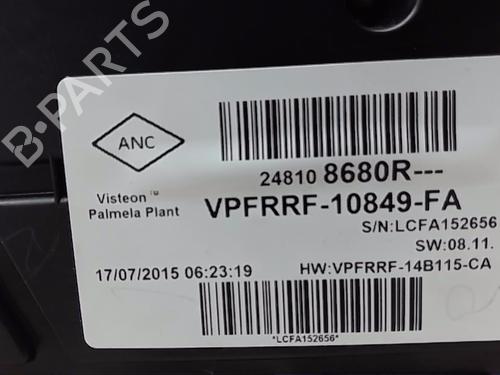 B-PARTS
ANC
24810 8680R---
Visteon™
Palmela Plant
VPFRRF-10849-FA
S/N:LCFA152656
SW:08.11.
17/07/2015 06:23:19
HW:VPFRRF-14B115-CA
*LCFA152656*